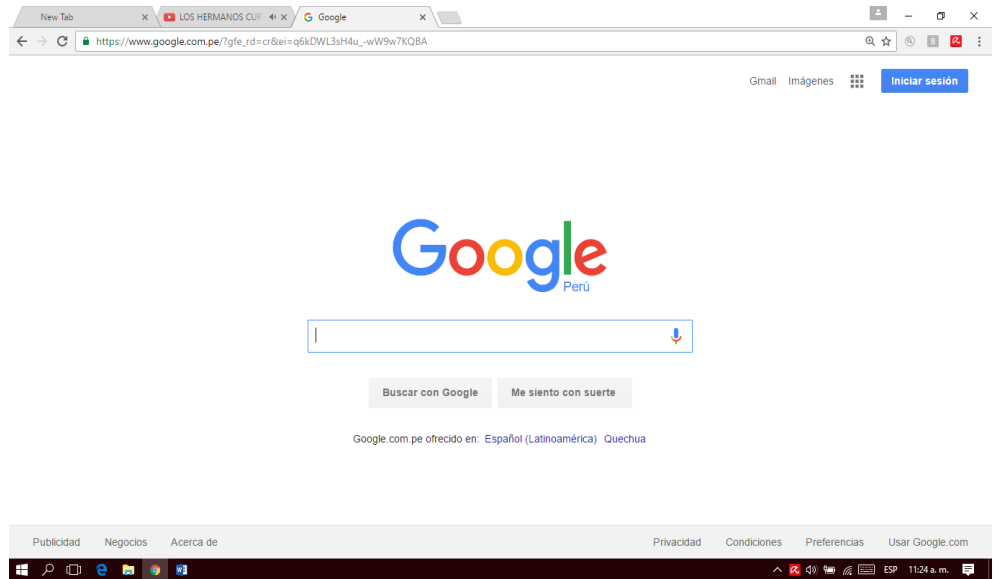 New Tab
LOS HERMANOS CUR
Google
https://www.google.com.pe/?gfe_rd=cr&ei=q6kDWL3sH4u_-wW9w7KQBA
Gmail Imágenes Iniciar sesión
Google
Perú
Buscar con Google Me siento con suerte
Google.com.pe ofrecido en: Español (Latinoamérica) Quechua
Publicidad Negocios Acerca de Privacidad Condiciones Preferencias Usar Google.com
ESP 11:24 a. m.